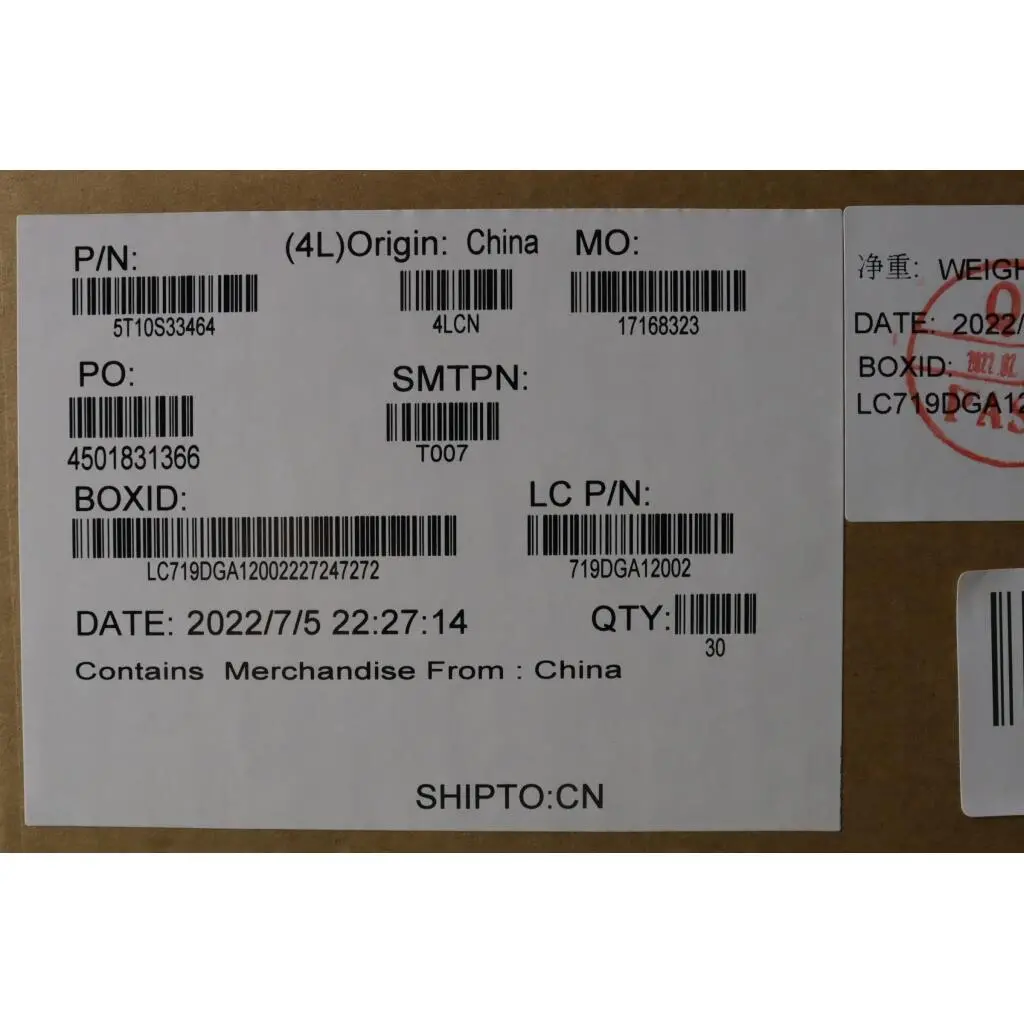 P/N:
(4L)Origin: China
MO:
5T10S33464
4LCN
17168323
PO:
SMTPN:
4501831366
T007
BOXID:
LC P/N:
LC719DGA12002227247272
719DGA12002
DATE: 2022/7/5 22:27:14
QTY:
30
Contains Merchandise From : China
SHIPTO:CN
净重:
DATE: 2022/
BOXID:
LC719DGA12